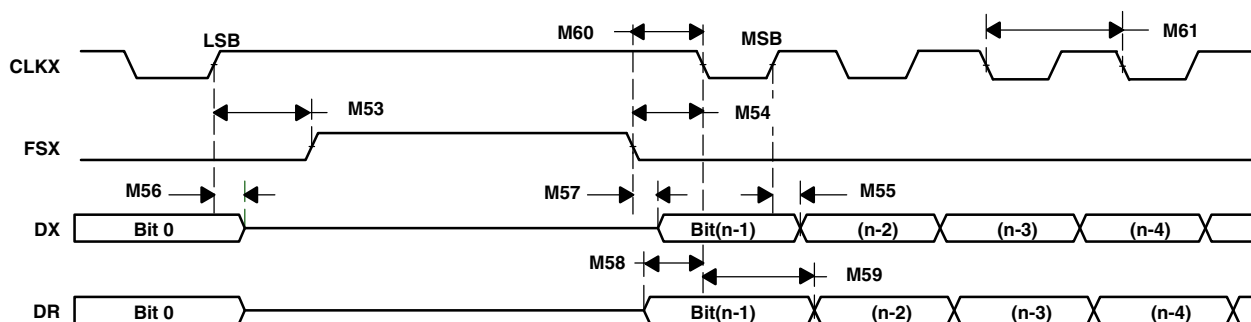 LSB
M60
MSB
M61
CLKX
M53
M54
FSX
M56
M57
M55
DX
Bit 0
Bit(n-1)
(n-2)
(n-3)
(n-4)
M58
M59
DR
Bit 0
Bit(n-1)
(n-2)
(n-3)
(n-4)